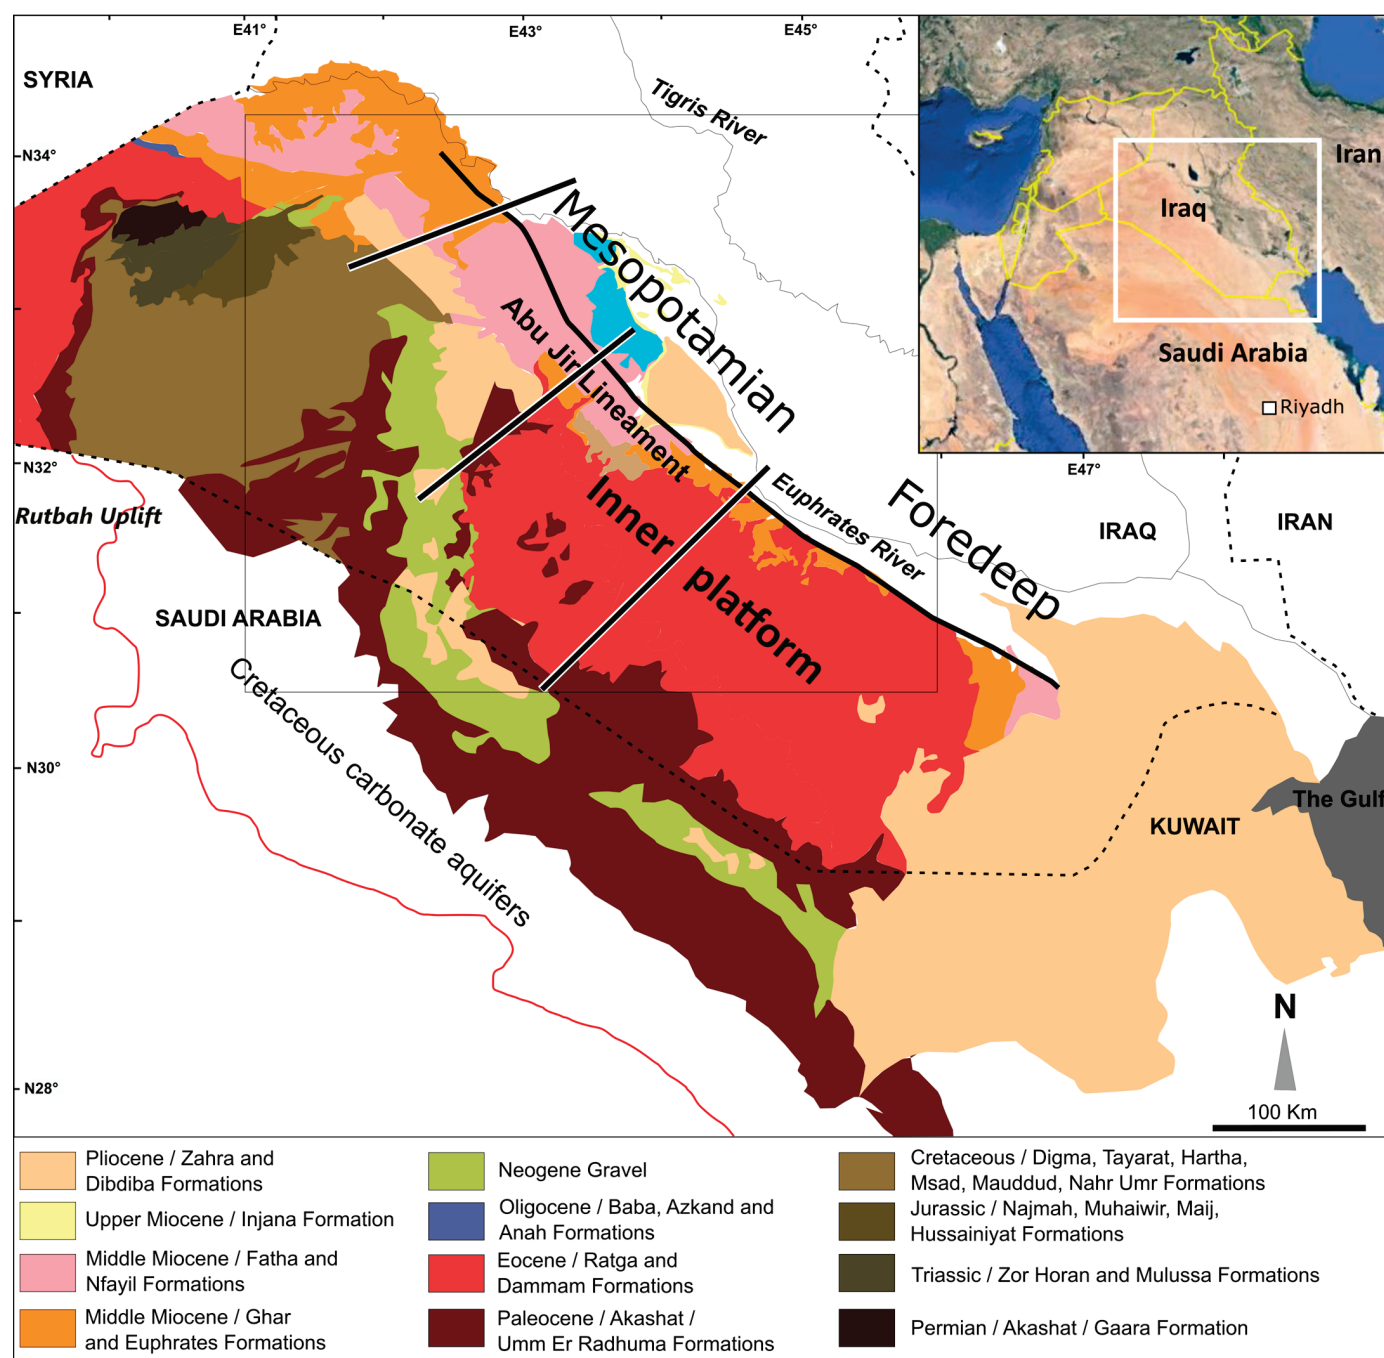 E41°
E43°
E45°
SYRIA
Tigris River
N34°
Iran
Iraq
Saudi Arabia
Riyadh
Mesopotamian
Abu Jir Lineament
N32°
E47°
Rutbah Uplift
Inner
platform
Euphrates River
Foredeep
IRAQ
IRAN
SAUDI ARABIA
Cretaceous carbonate aquifers
N30°
The Gulf
KUWAIT
N
N28°
100 Km
Pliocene / Zahra and
Dibdiba Formations
Upper Miocene / Injana Formation
Middle Miocene / Fatha and
Nfayil Formations
Middle Miocene / Ghar
and Euphrates Formations
Neogene Gravel
Oligocene / Baba, Azkand and
Anah Formations
Eocene / Ratga and
Dammam Formations
Paleocene / Akashat /
Umm Er Radhuma Formations
Cretaceous / Digma, Tayarat, Hartha,
Msad, Mauddud, Nahr Umr Formations
Jurassic / Najmah, Muhaiwir, Maij,
Hussainiyat Formations
Triassic / Zor Horan and Mulussa Formations
Permian / Akashat / Gaara Formation